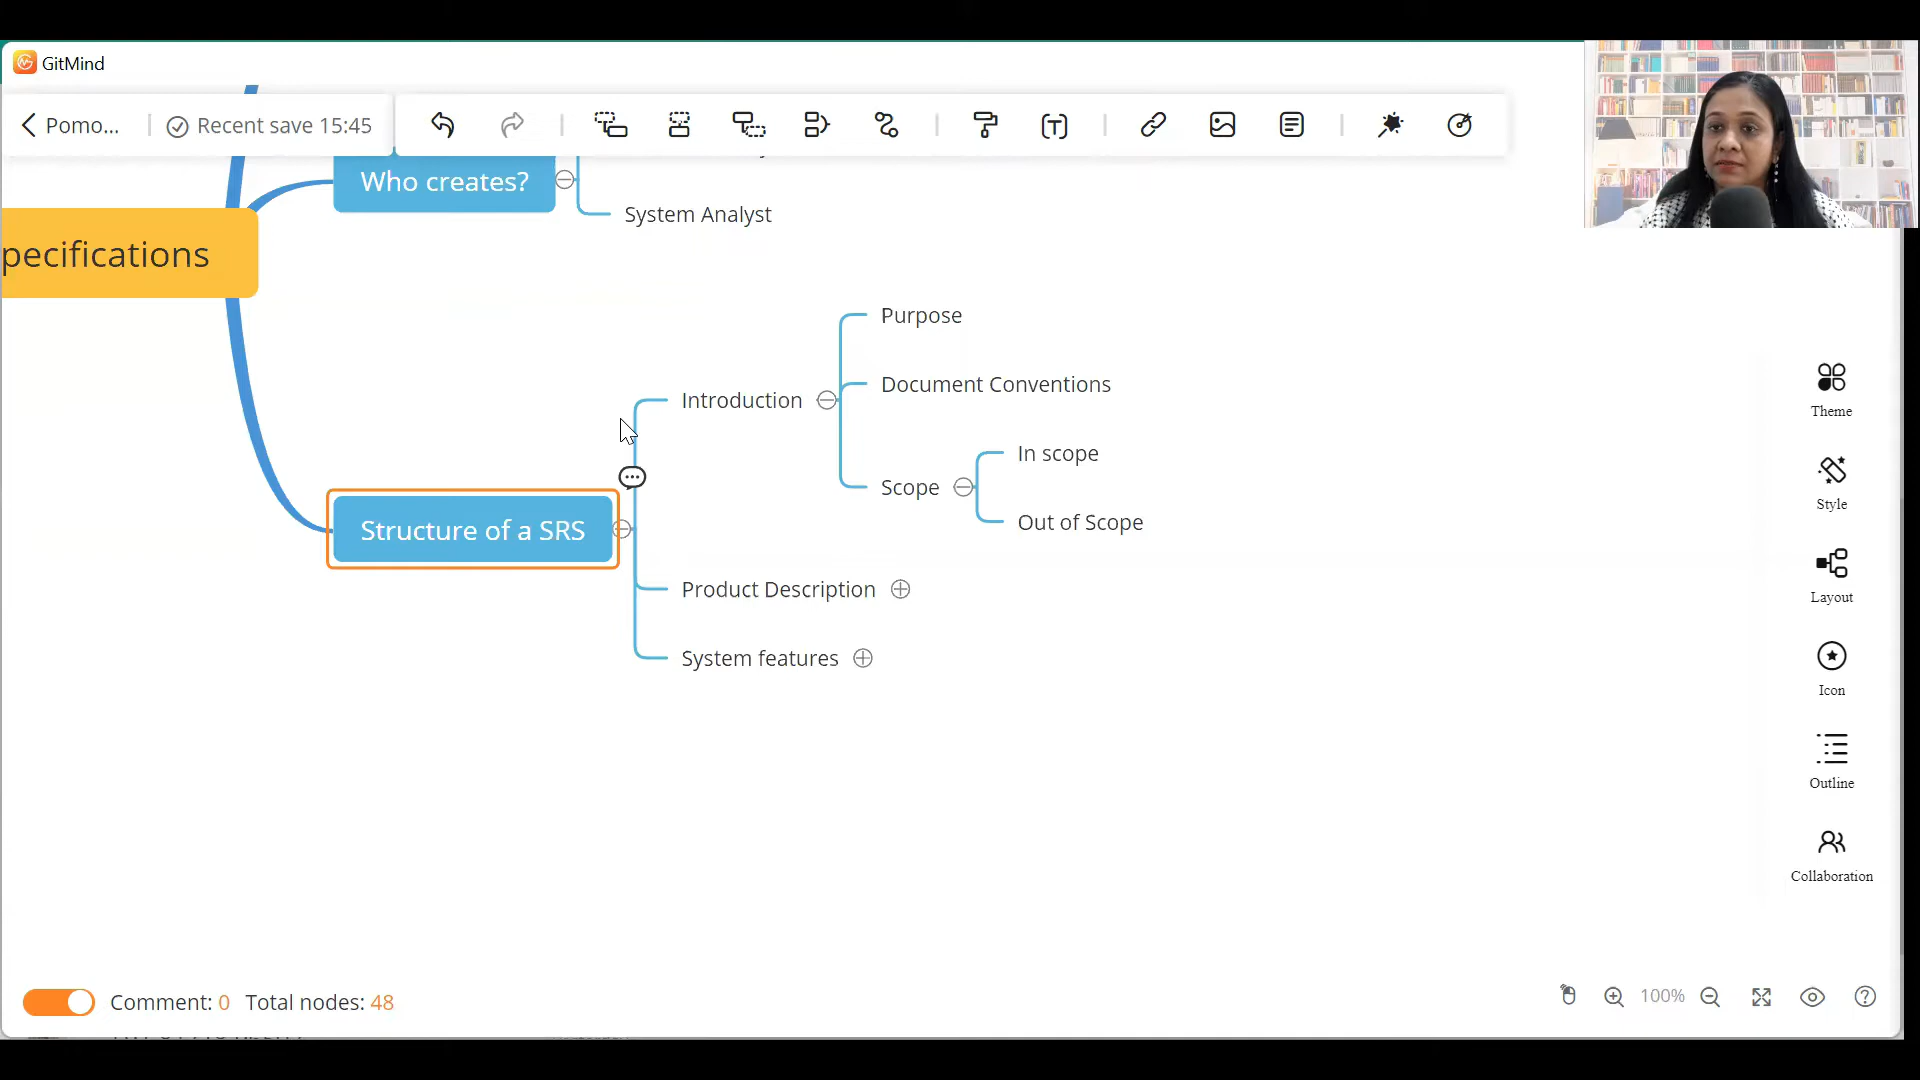 GitMind
Pomo...
Recent save 15:45
Who creates?
System Analyst
pecifications
Purpose
Document Conventions
Introduction
In scope
Scope
Out of Scope
Structure of a SRS
Product Description
System features
Theme
Style
Layout
Icon
Outline
Collaboration
Comment: 0 Total nodes: 48
100%